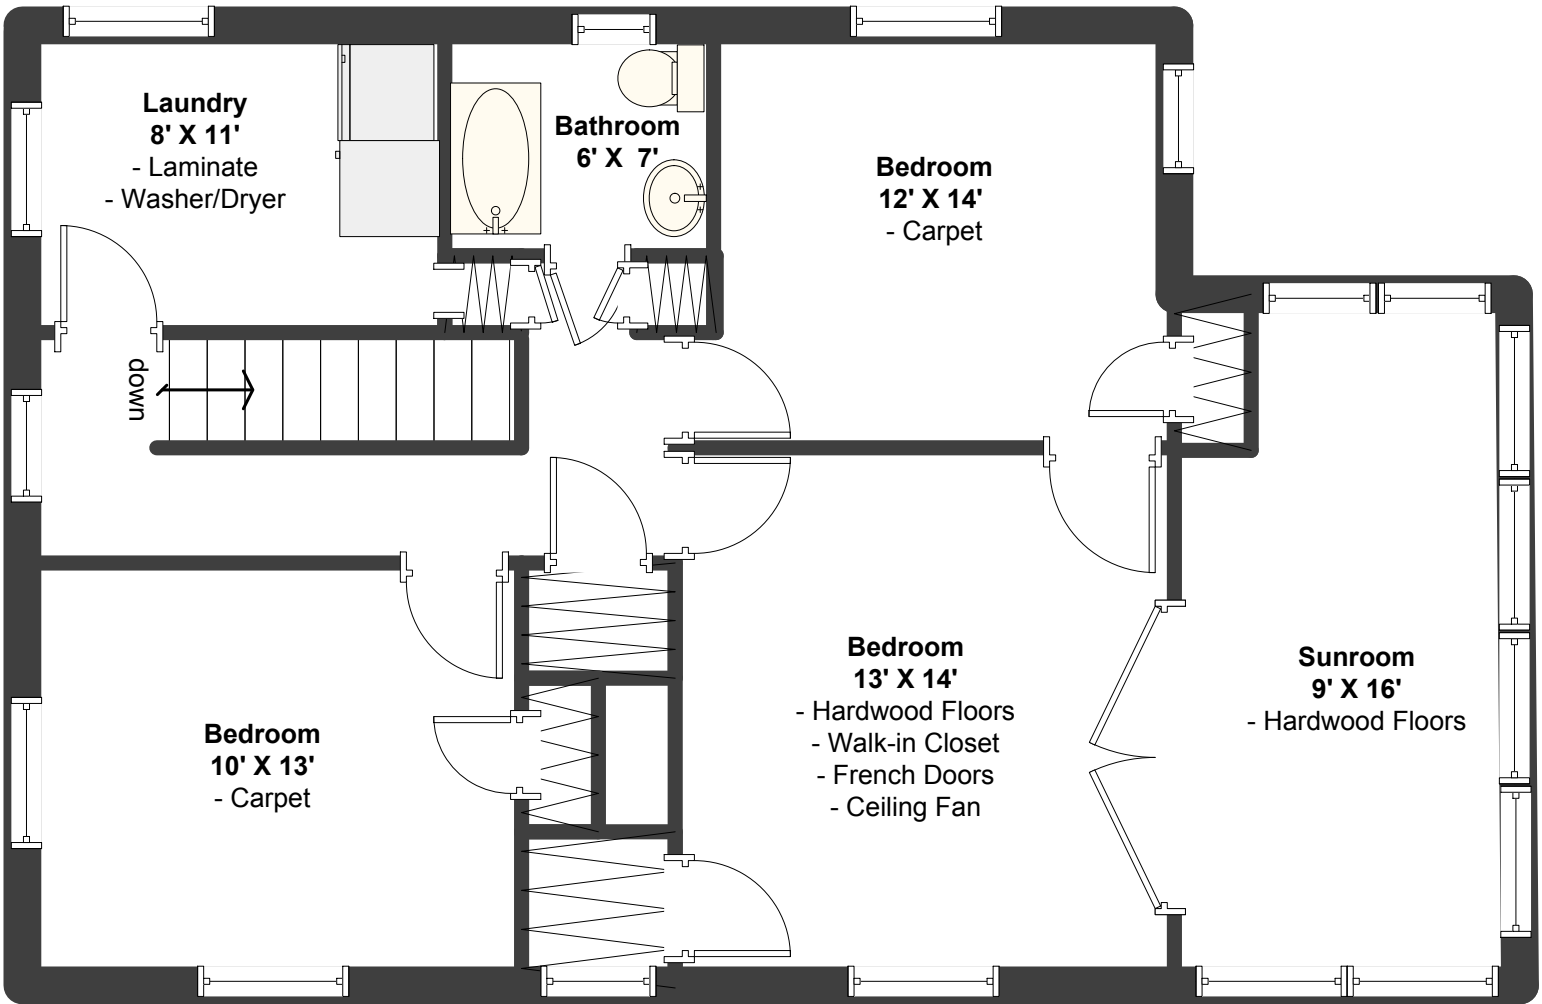 Laundry
8' X 11'
- Laminate
- Washer/Dryer
Bathroom
6' X 7'
Bedroom
12' X 14'
- Carpet
down
Bedroom
10' X 13'
- Carpet
Bedroom
13' X 14'
- Hardwood Floors
- Walk-in Closet
- French Doors
- Ceiling Fan
Sunroom
9' X 16'
- Hardwood Floors